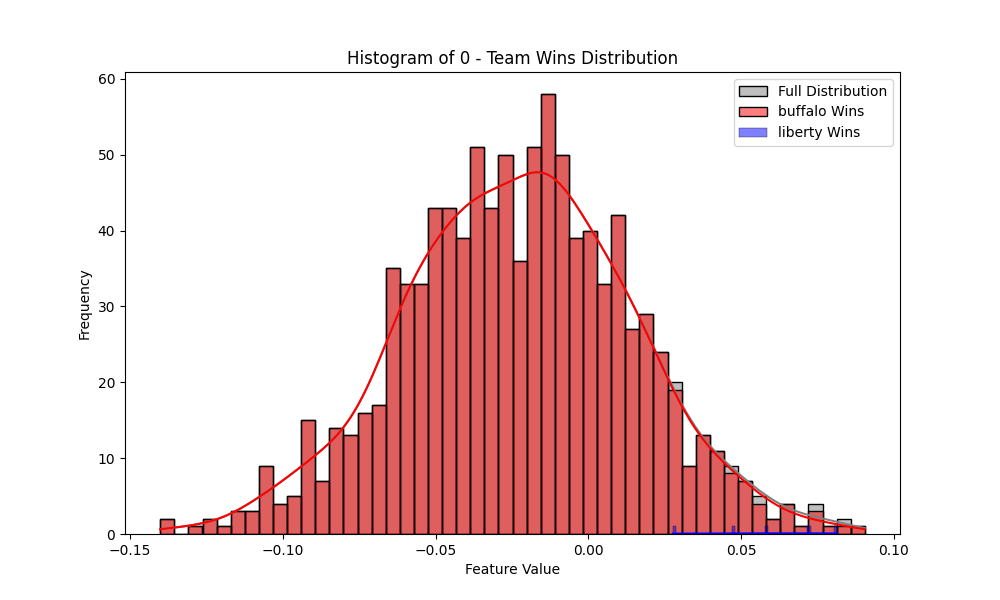 Histogram of 0 - Team Wins Distribution
Full Distribution
buffalo Wins
liberty Wins
Frequency
60
50
40
30
20
10
0
−0.15
−0.10
−0.05
0.00
0.05
0.10
Feature Value